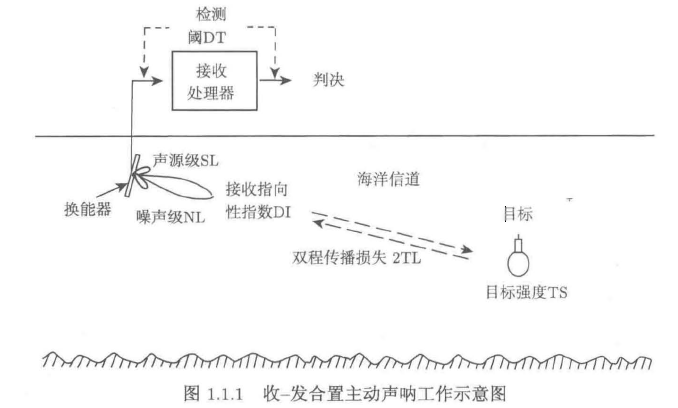 检测
阈DT
接收
处理器
判决
声源级SL
换能器
噪声级NL
接收指向
性指数DI
海洋信道
目标
双程传播损失 2TL
目标强度TS
图 1.1.1 收–发合置主动声呐工作示意图